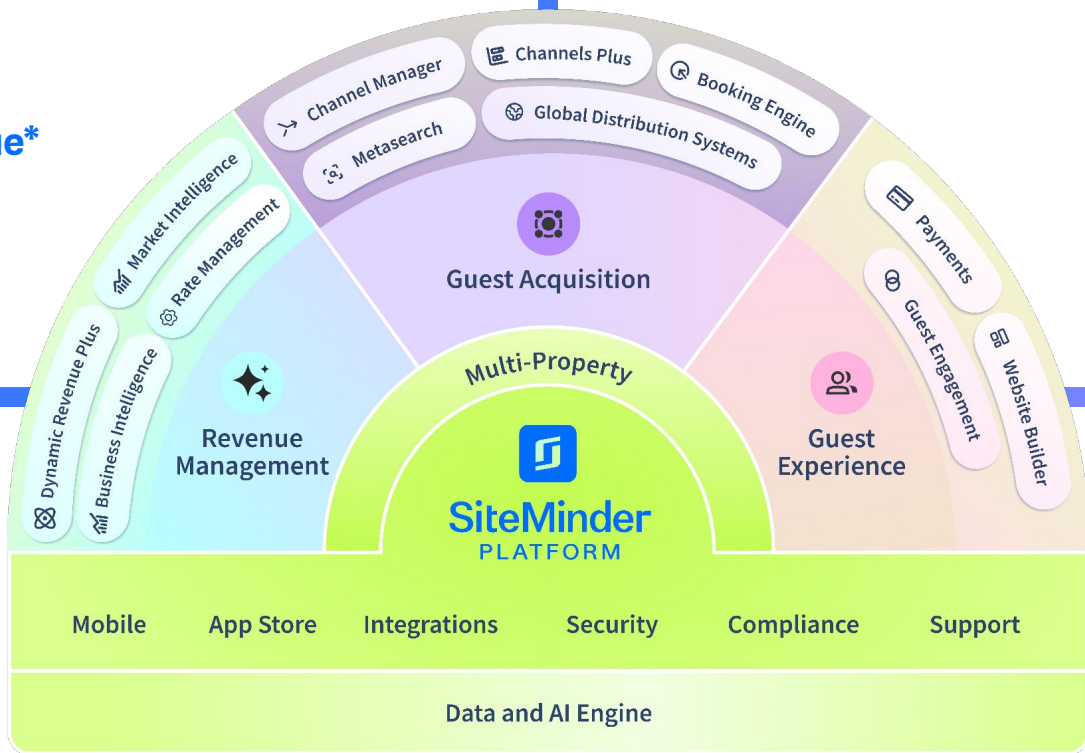 ue*
Channel Manager
Channels Plus
Booking Engine
Metasearch
Global Distribution Systems
Guest Acquisition
Market Intelligence
Rate Management
Dynamic Revenue Plus
Business Intelligence
Revenue
Management
Payments
Guest Engagement
Website Builder
Guest
Experience
Multi-Property
SiteMinder
PLATFORM
Mobile
App Store
Integrations
Security
Compliance
Support
Data and AI Engine